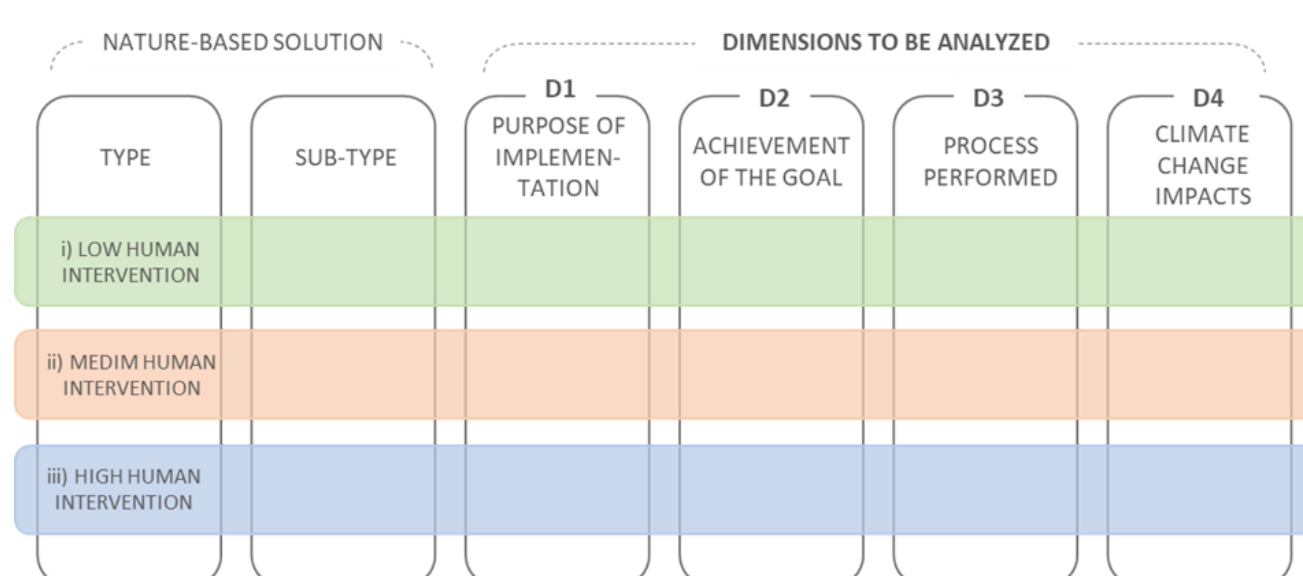 NATURE-BASED SOLUTION
DIMENSIONS TO BE ANALYZED
TYPE
SUB-TYPE
D1
PURPOSE OF
IMPLEMEN-
TATION
D2
ACHIEVEMENT
OF THE GOAL
D3
PROCESS
PERFORMED
D4
CLIMATE
CHANGE
IMPACTS
i) LOW HUMAN
INTERVENTION
ii) MEDIM HUMAN
INTERVENTION
iii) HIGH HUMAN
INTERVENTION